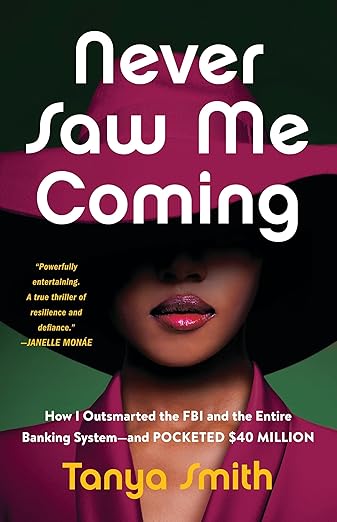 Never
Saw Me
Coming
"Powerfully
entertaining.
A true thriller of
resilience and
defiance."
—JANELLE MONÁE
How I Outsmarted the FBI and the Entire
Banking System—and POCKETED $40 MILLION
Tanya Smith